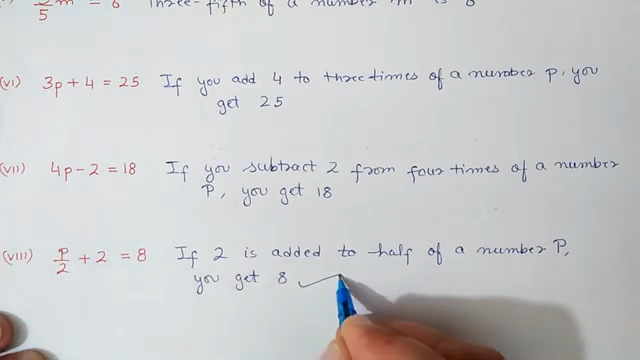 5 m = 6 Three-fifth of a number m is 6
(vi) 3p + 4 = 25 If you add 4 to three times of a number p, you
get 25
(vii) 4p - 2 = 18 If you subtract 2 from four times of a number
P, you get 18
(viii) P/2 + 2 = 8 If 2 is added to half of a number P,
you get 8